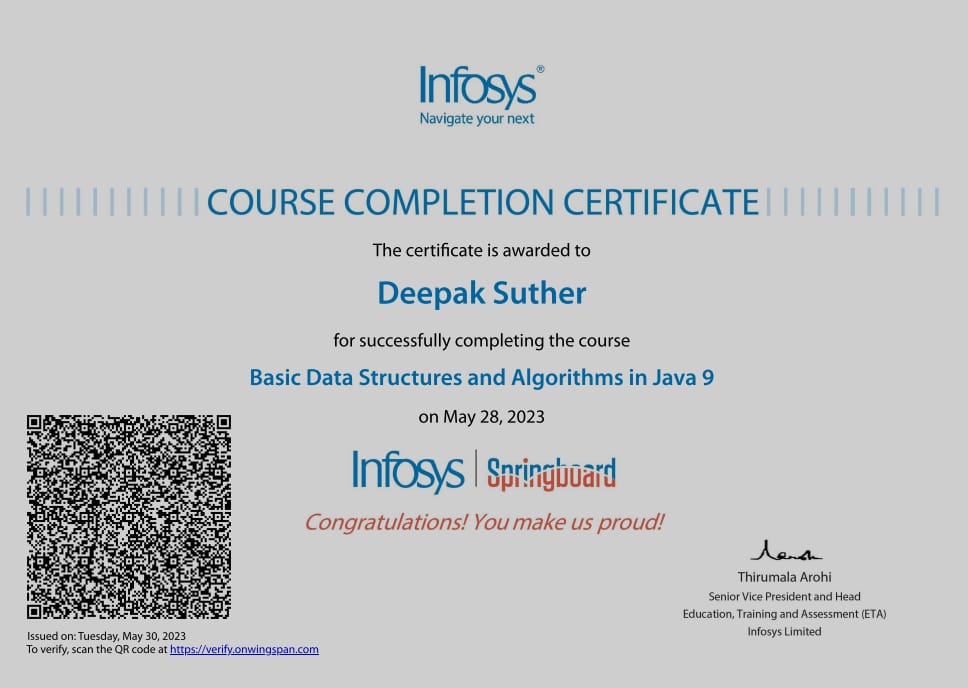 Infosys®
Navigate your next
COURSE COMPLETION CERTIFICATE
The certificate is awarded to
Deepak Suther
for successfully completing the course
Basic Data Structures and Algorithms in Java 9
on May 28, 2023
Infosys | Springboard
Congratulations! You make us proud!
Thirumala Arohi
Senior Vice President and Head
Education, Training and Assessment (ETA)
Infosys Limited
Issued on: Tuesday, May 30, 2023
To verify, scan the QR code at https://verify.onwingspan.com